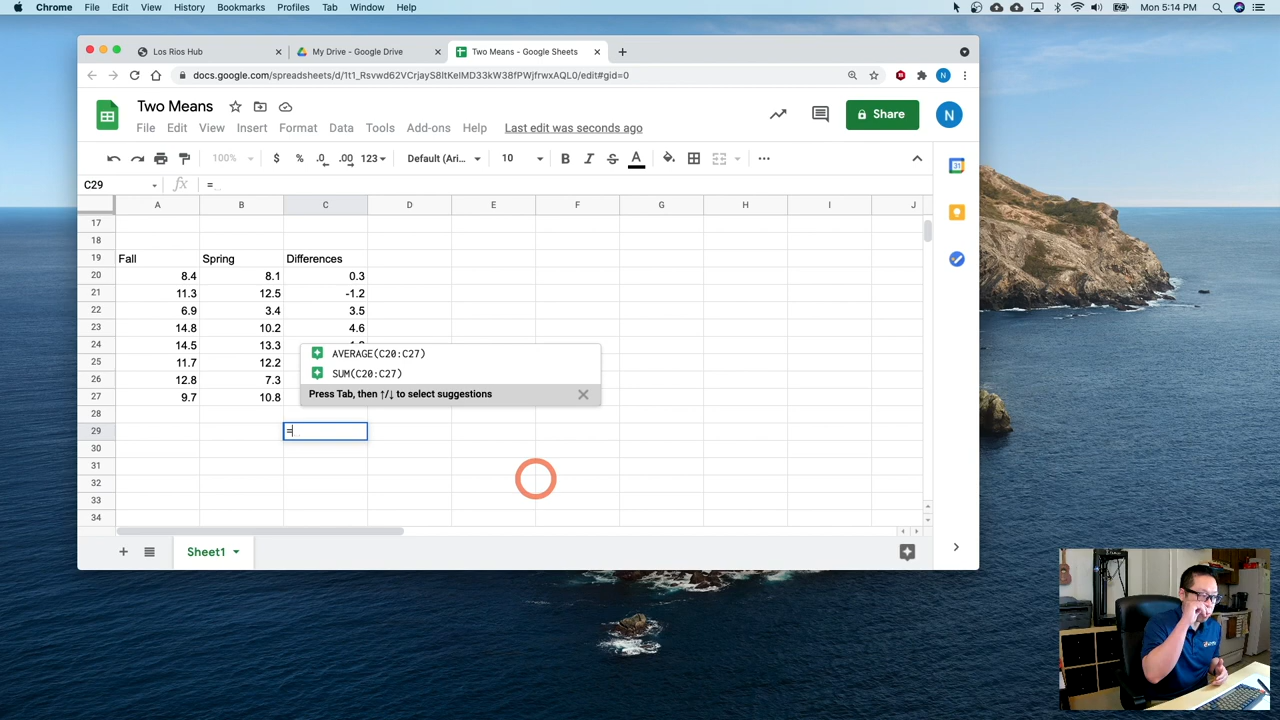 Chrome File Edit View History Bookmarks Profiles Tab Window Help Mon 5:14 PM
Los Rios Hub My Drive - Google Drive Two Means - Google Sheets
docs.google.com/spreadsheets/d/1t1_Rsvwd62VCrjayS8ItKeIMD33kW38fPWjfrwxAQL0/edit#gid=0
Two Means
File Edit View Insert Format Data Tools Add-ons Help Last edit was seconds ago
Share
N
100% $ % .0 .00 123 Default (Ari... 10 B I S A
C29 fx =
A B C D E F G H I J
17
18
19 Fall Spring Differences
20 8.4 8.1 0.3
21 11.3 12.5 -1.2
22 6.9 3.4 3.5
23 14.8 10.2 4.6
24 14.5 13.3
25 11.7 12.2
26 12.8 7.3
27 9.7 10.8
AVERAGE(C20:C27)
SUM(C20:C27)
Press Tab, then ↑/↓ to select suggestions
28
29 =
30
31
32
33
34
Sheet1